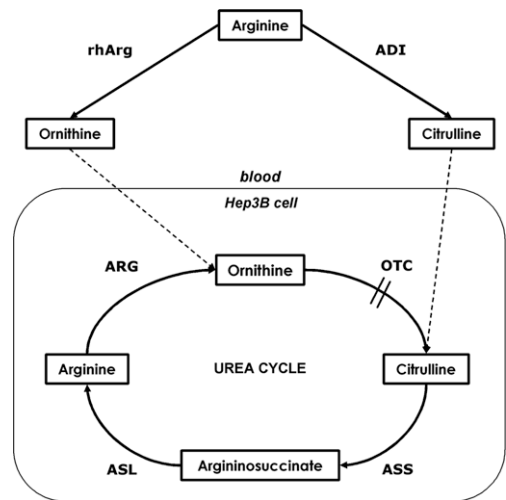 Arginine
rhArg
ADI
Ornithine
Citrulline
blood
Hep3B cell
ARG
Ornithine
OTC
Arginine
UREA CYCLE
Citrulline
ASL
Argininosuccinate
ASS